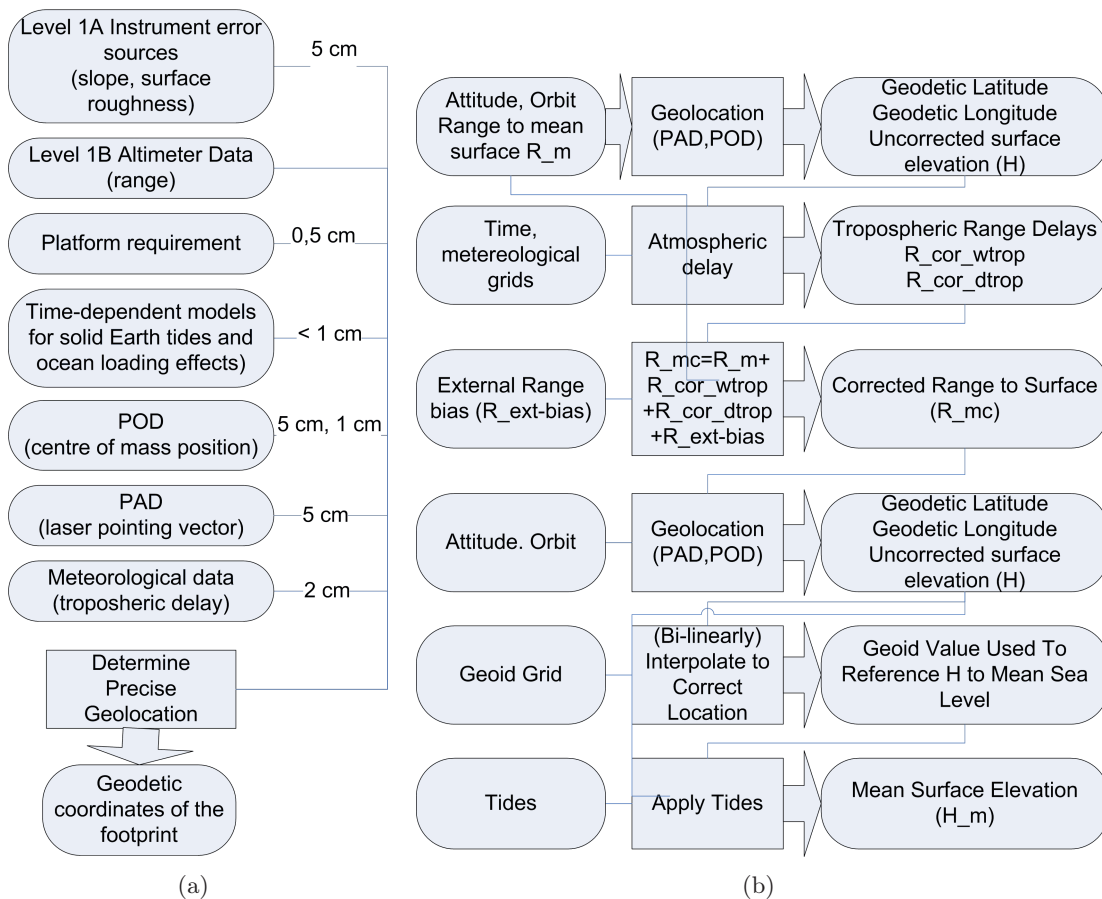 Level 1A Instrument error
sources
(slope, surface
roughness)
5 cm
Level 1B Altimeter Data
(range)
Platform requirement
0,5 cm
Time-dependent models
for solid Earth tides and
ocean loading effects)
< 1 cm
POD
(centre of mass position)
5 cm, 1 cm
PAD
(laser pointing vector)
5 cm
Meteorological data
(troposheric delay)
2 cm
Determine
Precise
Geolocation
Geodetic
coordinates of the
footprint
(a)
Attitude, Orbit
Range to mean
surface R_m
Geolocation
(PAD,POD)
Geodetic Latitude
Geodetic Longitude
Uncorrected surface
elevation (H)
Time,
metereological
grids
Atmospheric
delay
Tropospheric Range Delays
R_cor_wtrop
R_cor_dtrop
External Range
bias (R_ext-bias)
R_mc=R_m+
R_cor_wtrop
+R_cor_dtrop
+R_ext-bias
Corrected Range to Surface
(R_mc)
Attitude. Orbit
Geolocation
(PAD,POD)
Geodetic Latitude
Geodetic Longitude
Uncorrected surface
elevation (H)
Geoid Grid
(Bi-linearly)
Interpolate to
Correct
Location
Geoid Value Used To
Reference H to Mean Sea
Level
Tides
Apply Tides
Mean Surface Elevation
(H_m)
(b)